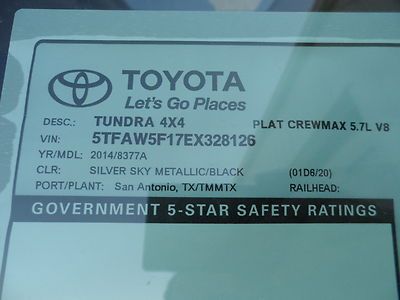 TOYOTA
Let's Go Places
DESC.: TUNDRA 4X4 PLAT CREWMAX 5.7L V8
VIN: 5TFAW5F17EX328126
YR/MDL: 2014/8377A
CLR: SILVER SKY METALLIC/BLACK (01D6/20)
PLANT/PORT: San Antonio, TX/TMMTX RAILHEAD:
GOVERNMENT 5-STAR SAFETY RATINGS